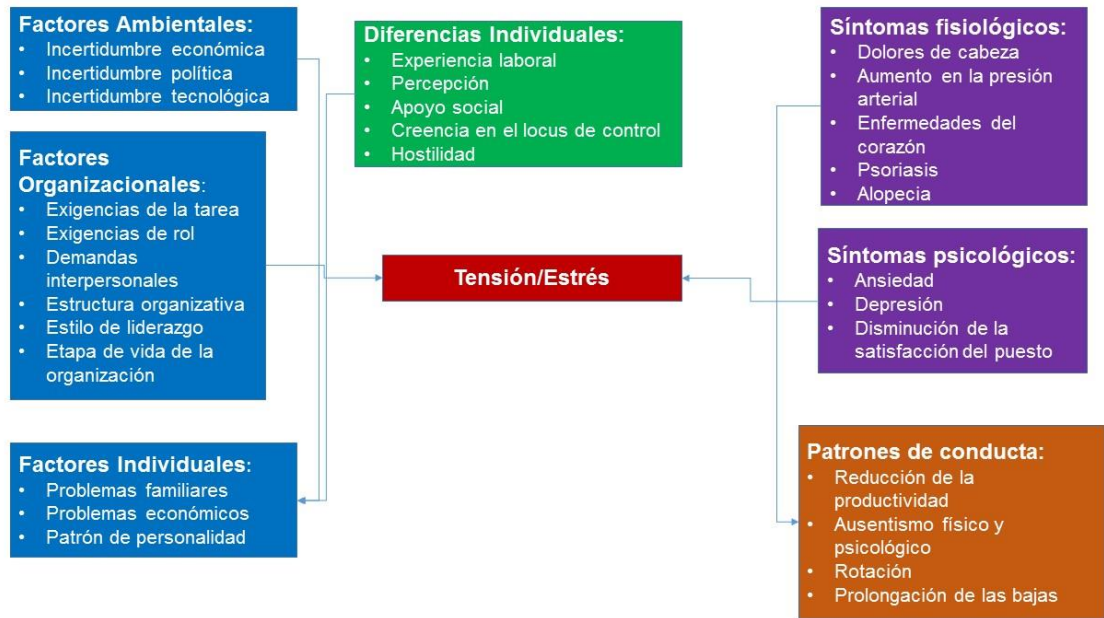 Factores Ambientales:
• Incertidumbre económica
• Incertidumbre política
• Incertidumbre tecnológica
Factores
Organizacionales:
• Exigencias de la tarea
• Exigencias de rol
• Demandas
interpersonales
• Estructura organizativa
• Estilo de liderazgo
• Etapa de vida de la
organización
Factores Individuales:
• Problemas familiares
• Problemas económicos
• Patrón de personalidad
Diferencias Individuales:
• Experiencia laboral
• Percepción
• Apoyo social
• Creencia en el locus de control
• Hostilidad
Tensión/Estrés
Síntomas fisiológicos:
• Dolores de cabeza
• Aumento en la presión
arterial
• Enfermedades del
corazón
• Psoriasis
• Alopecia
Síntomas psicológicos:
• Ansiedad
• Depresión
• Disminución de la
satisfacción del puesto
Patrones de conducta:
• Reducción de la
productividad
• Ausentismo físico y
psicológico
• Rotación
• Prolongación de las bajas